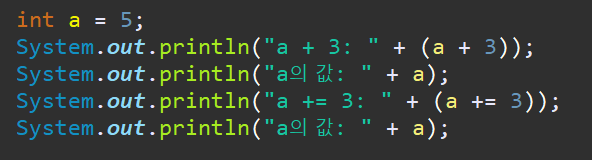 int a = 5;
System.out.println("a + 3: " + (a + 3));
System.out.println("a의 값: " + a);
System.out.println("a += 3: " + (a += 3));
System.out.println("a의 값: " + a);